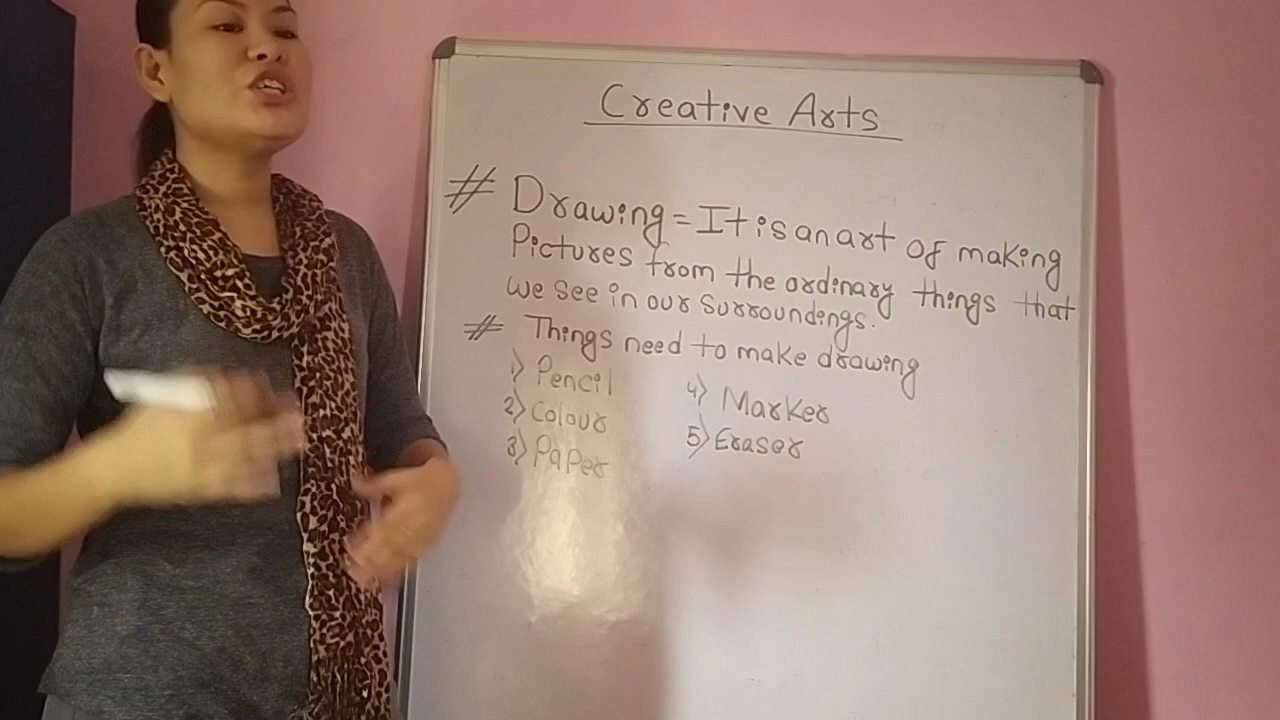 Creative Arts
# Drawing = It is an art of making
Pictures from the ordinary things that
we see in our surroundings.
# Things need to make drawing
1) Pencil
2) Colour
3) Paper
4) Marker
5) Eraser